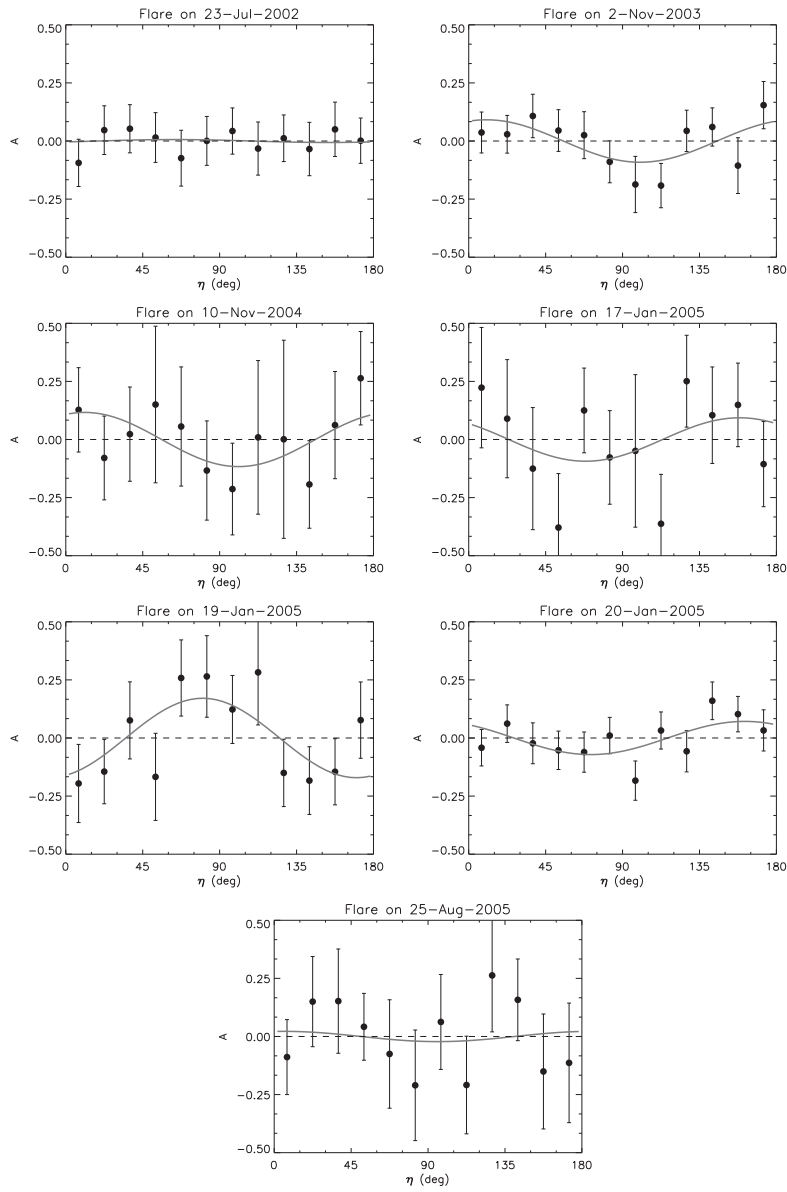 Flare on 23-Jul-2002
0.50
0.25
0.00
-0.25
-0.50
A
0 45 90 135 180
η (deg)
Flare on 2-Nov-2003
0.50
0.25
0.00
-0.25
-0.50
A
0 45 90 135 180
η (deg)
Flare on 10-Nov-2004
0.50
0.25
0.00
-0.25
-0.50
A
0 45 90 135 180
η (deg)
Flare on 17-Jan-2005
0.50
0.25
0.00
-0.25
-0.50
A
0 45 90 135 180
η (deg)
Flare on 19-Jan-2005
0.50
0.25
0.00
-0.25
-0.50
A
0 45 90 135 180
η (deg)
Flare on 20-Jan-2005
0.50
0.25
0.00
-0.25
-0.50
A
0 45 90 135 180
η (deg)
Flare on 25-Aug-2005
0.50
0.25
0.00
-0.25
-0.50
A
0 45 90 135 180
η (deg)